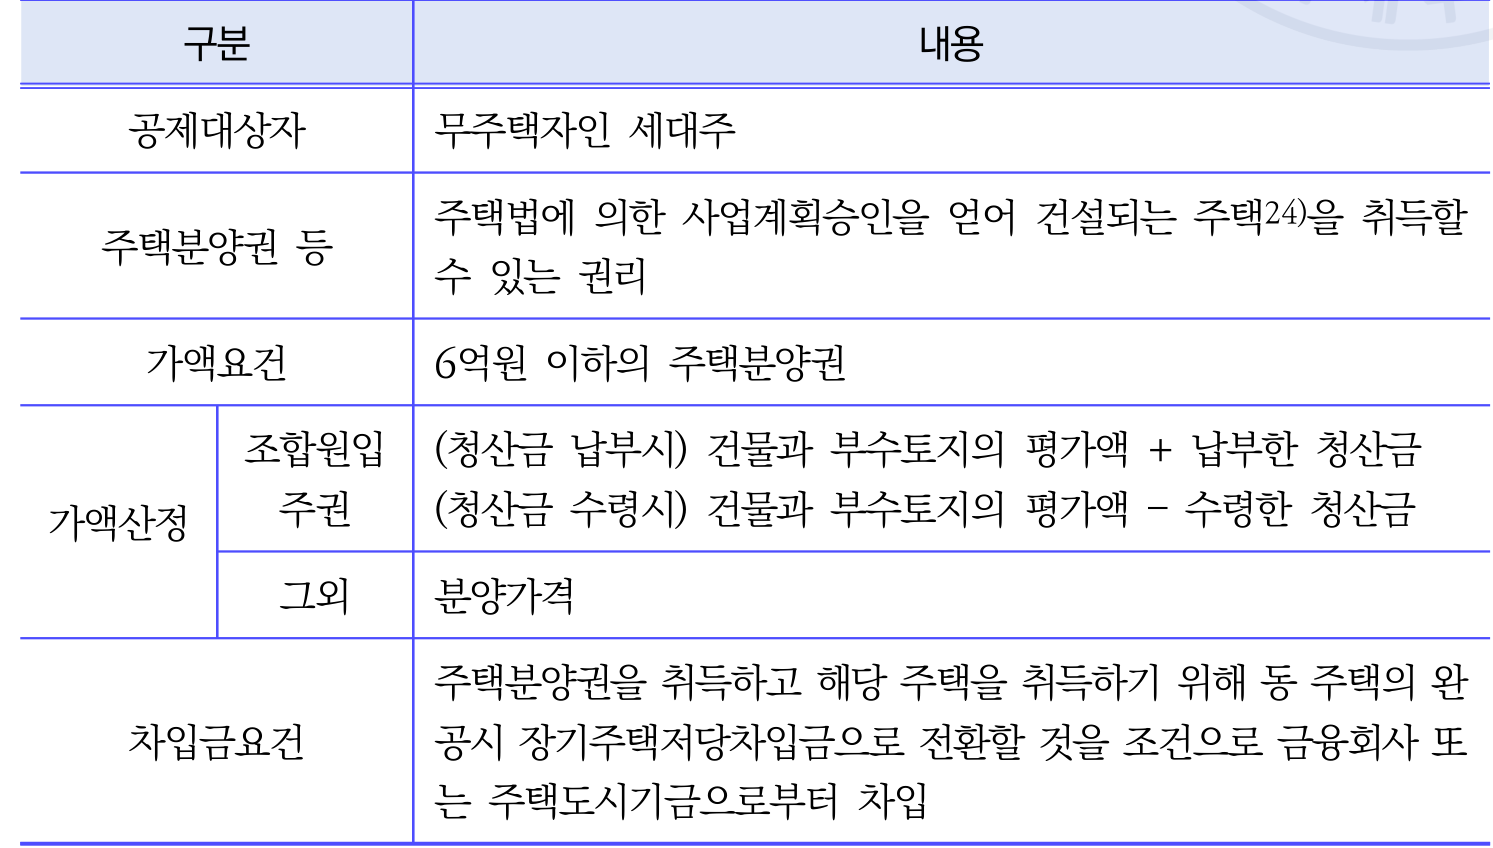 구분 내용
공제대상자 무주택자인 세대주
주택분양권 등 주택법에 의한 사업계획승인을 얻어 건설되는 주택24)을 취득할
수 있는 권리
가액요건 6억원 이하의 주택분양권
가액산정
조합원입
주권
(청산금 납부시) 건물과 부수토지의 평가액 + 납부한 청산금
(청산금 수령시) 건물과 부수토지의 평가액 - 수령한 청산금
그외 분양가격
차입금요건
주택분양권을 취득하고 해당 주택을 취득하기 위해 동 주택의 완
공시 장기주택저당차입금으로 전환할 것을 조건으로 금융회사 또
는 주택도시기금으로부터 차입